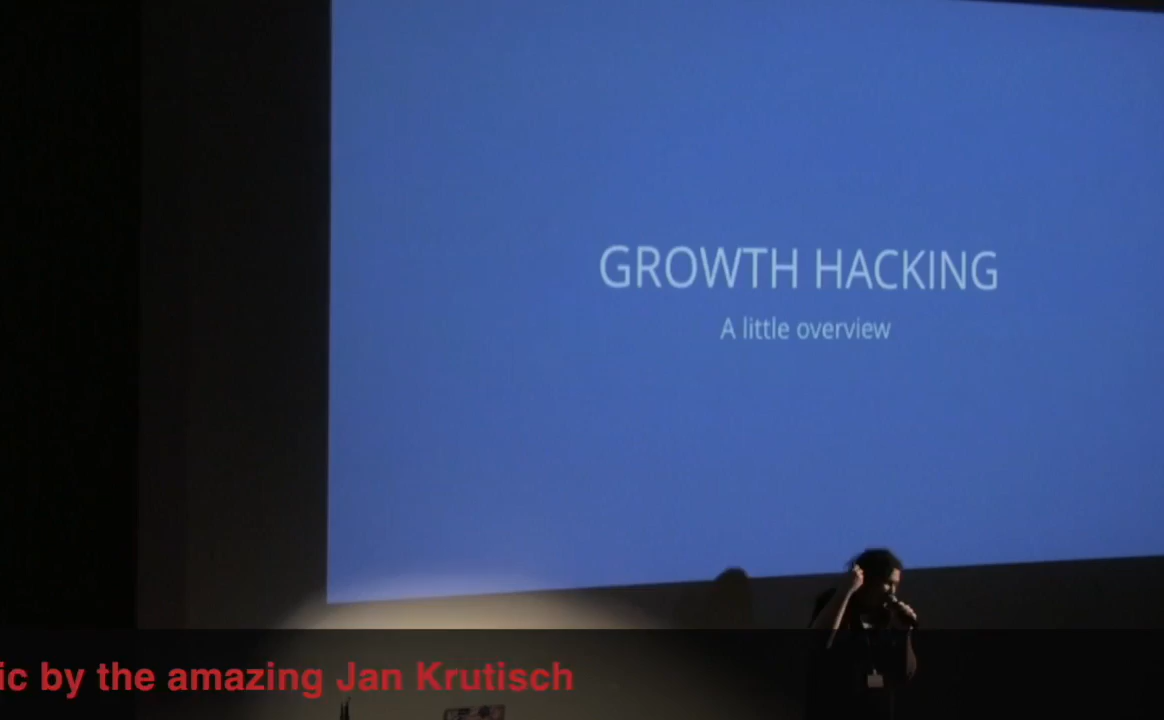 GROWTH HACKING
A little overview
ic by the amazing Jan Krutisch